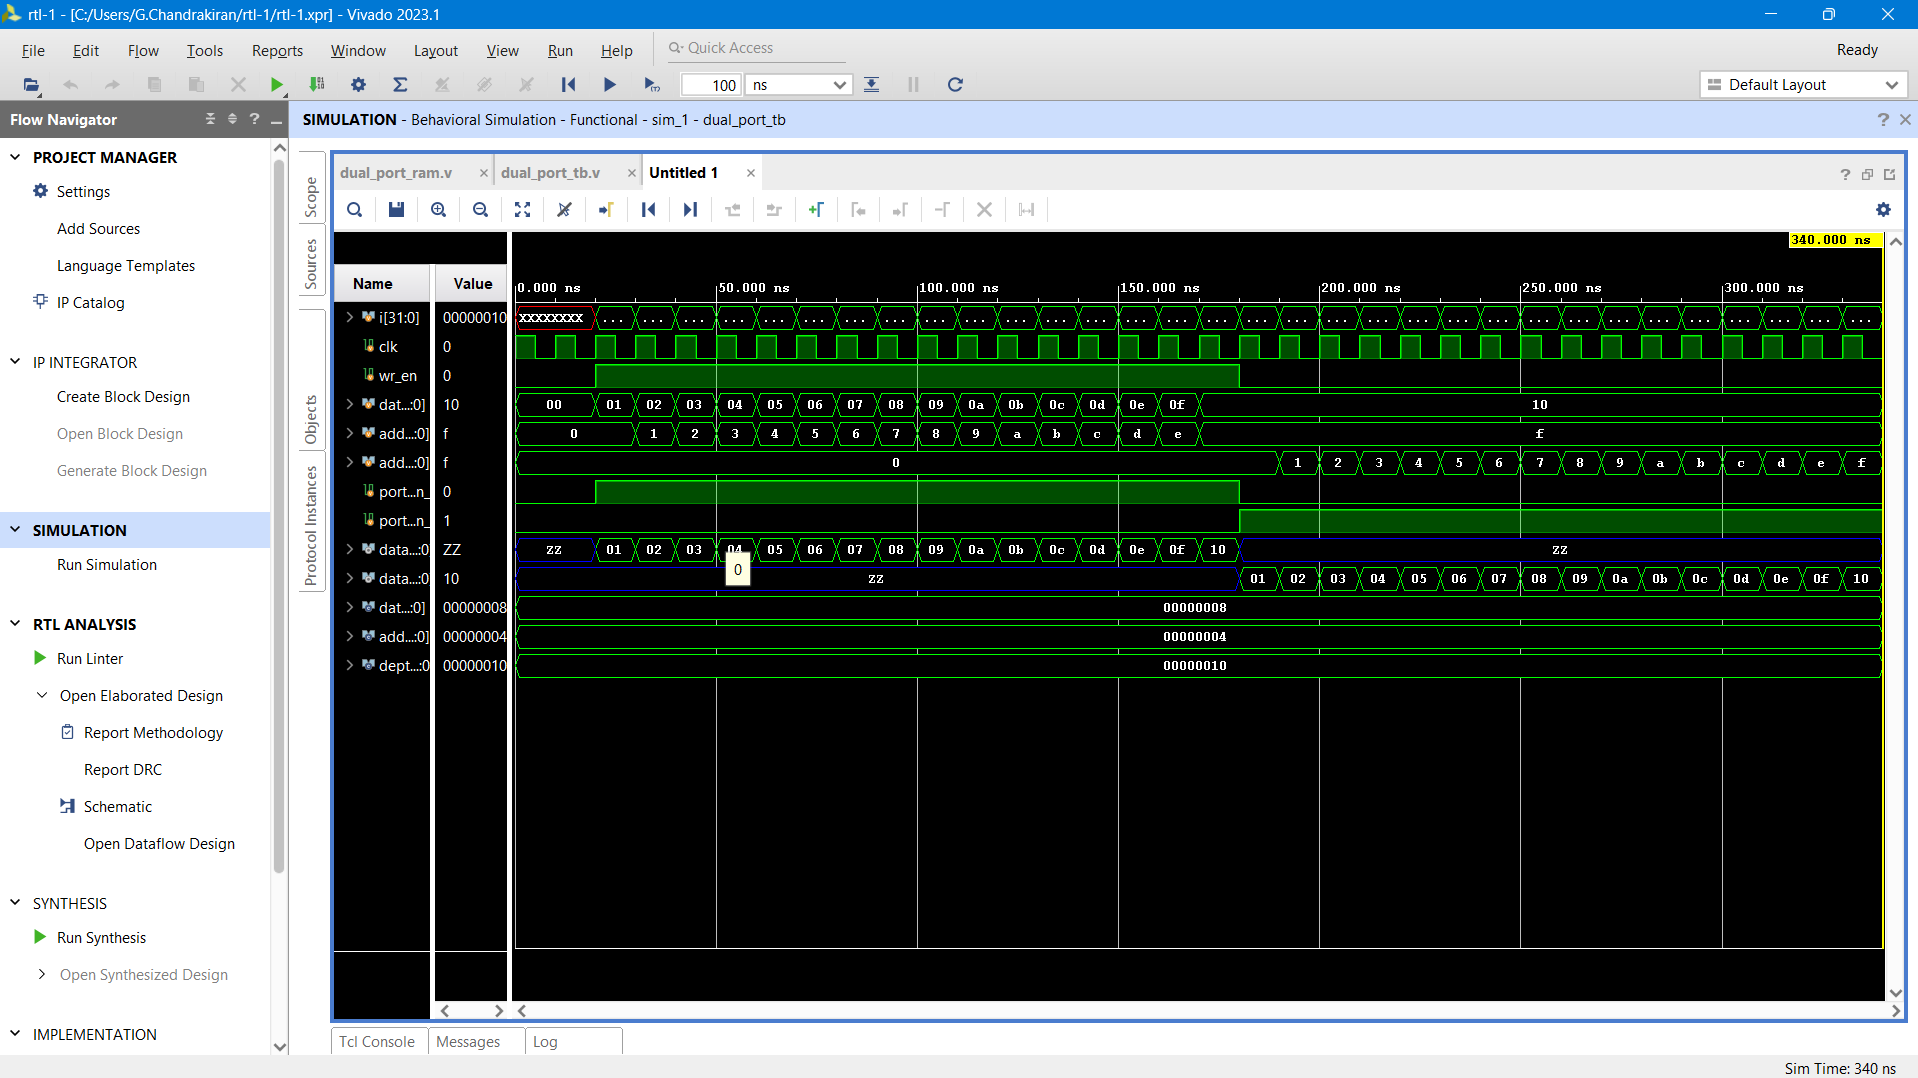 rtl-1 - [C:/Users/G.Chandrakiran/rtl-1/rtl-1.xpr] - Vivado 2023.1
File Edit Flow Tools Reports Window Layout View Run Help Quick Access Ready
100 ns Default Layout
Flow Navigator
PROJECT MANAGER
Settings
Add Sources
Language Templates
IP Catalog
IP INTEGRATOR
Create Block Design
Open Block Design
Generate Block Design
SIMULATION
Run Simulation
RTL ANALYSIS
Run Linter
Open Elaborated Design
Report Methodology
Report DRC
Schematic
Open Dataflow Design
SYNTHESIS
Run Synthesis
Open Synthesized Design
IMPLEMENTATION
SIMULATION - Behavioral Simulation - Functional - sim_1 - dual_port_tb
Scope
Sources
Objects
Protocol Instances
dual_port_ram.v dual_port_tb.v Untitled 1
340.000 ns
Name Value 0.000 ns 50.000 ns 100.000 ns 150.000 ns 200.000 ns 250.000 ns 300.000 ns
i[31:0] 00000010 XXXXXXXX ... ... ... ... ... ... ... ... ... ... ... ... ... ... ... ... ... ... ... ... ... ... ... ... ... ... ... ... ... ... ... ...
clk 0
wr_en 0
dat...:0] 10 00 01 02 03 04 05 06 07 08 09 0a 0b 0c 0d 0e 0f 10
add...:0] f 0 1 2 3 4 5 6 7 8 9 a b c d e f
add...:0] f 0 1 2 3 4 5 6 7 8 9 a b c d e f
port...n_ 0
port...n_ 1
data...:0 ZZ ZZ 01 02 03 04 05 06 07 08 09 0a 0b 0c 0d 0e 0f 10 ZZ
0
data...:0 10 ZZ 01 02 03 04 05 06 07 08 09 0a 0b 0c 0d 0e 0f 10
dat...:0] 00000008 00000008
add...:0] 00000004 00000004
dept...:0 00000010 00000010
Tcl Console Messages Log
Sim Time: 340 ns